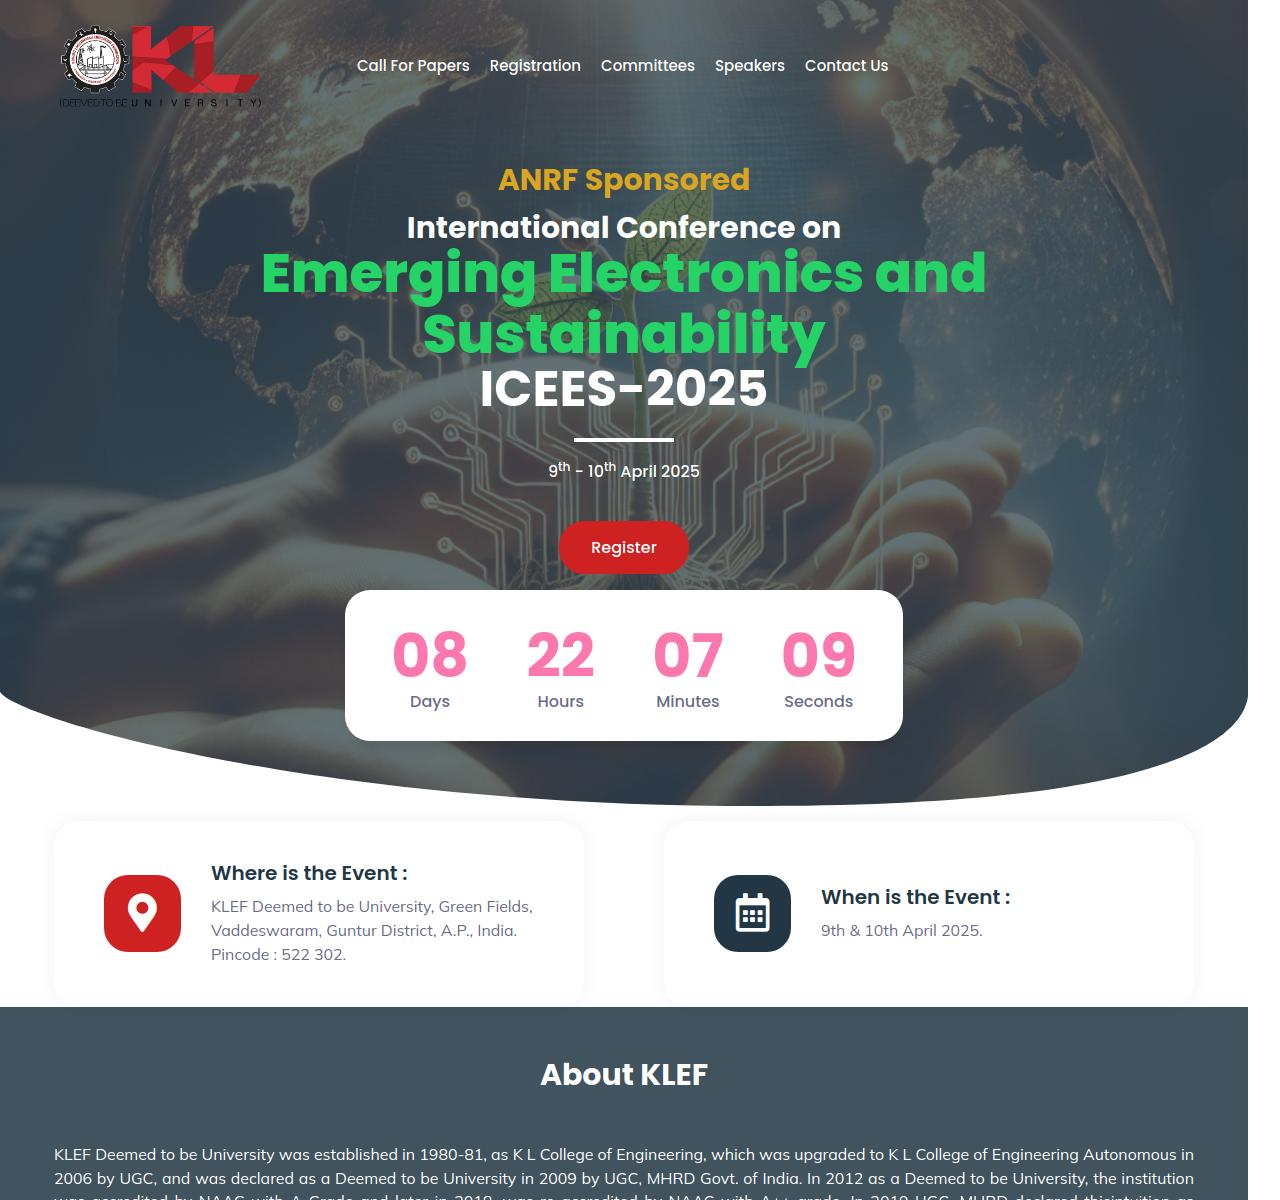 KL
(DEEMED TO BE UNIVERSITY)
Call For Papers Registration Committees Speakers Contact Us
ANRF Sponsored
International Conference on
Emerging Electronics and
Sustainability
ICEES-2025
9th - 10th April 2025
Register
08 22 07 09
Days Hours Minutes Seconds
Where is the Event :
KLEF Deemed to be University, Green Fields,
Vaddeswaram, Guntur District, A.P., India.
Pincode : 522 302.
When is the Event :
9th & 10th April 2025.
About KLEF
KLEF Deemed to be University was established in 1980-81, as K L College of Engineering, which was upgraded to K L College of Engineering Autonomous in
2006 by UGC, and was declared as a Deemed to be University in 2009 by UGC, MHRD Govt. of India. In 2012 as a Deemed to be University, the institution